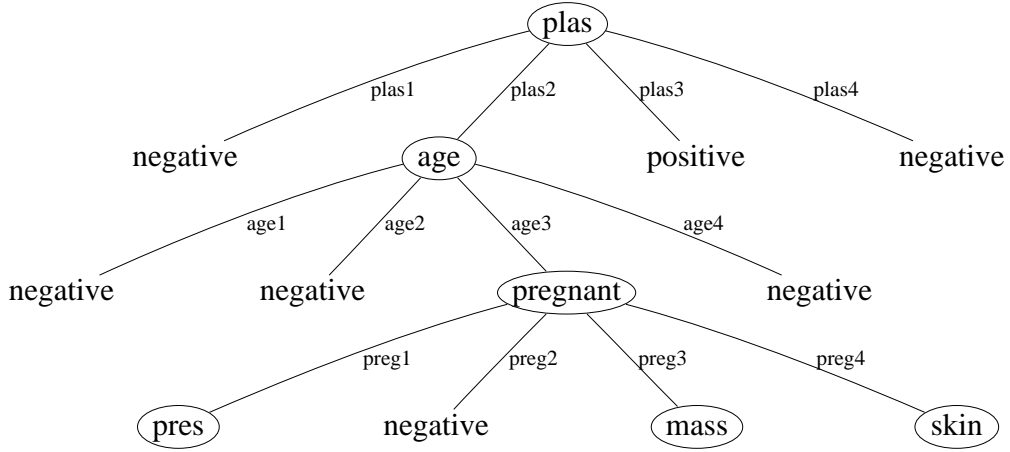 plas
plas1 plas2 plas3 plas4
negative age positive negative
age1 age2 age3 age4
negative negative pregnant negative
preg1 preg2 preg3 preg4
pres negative mass skin